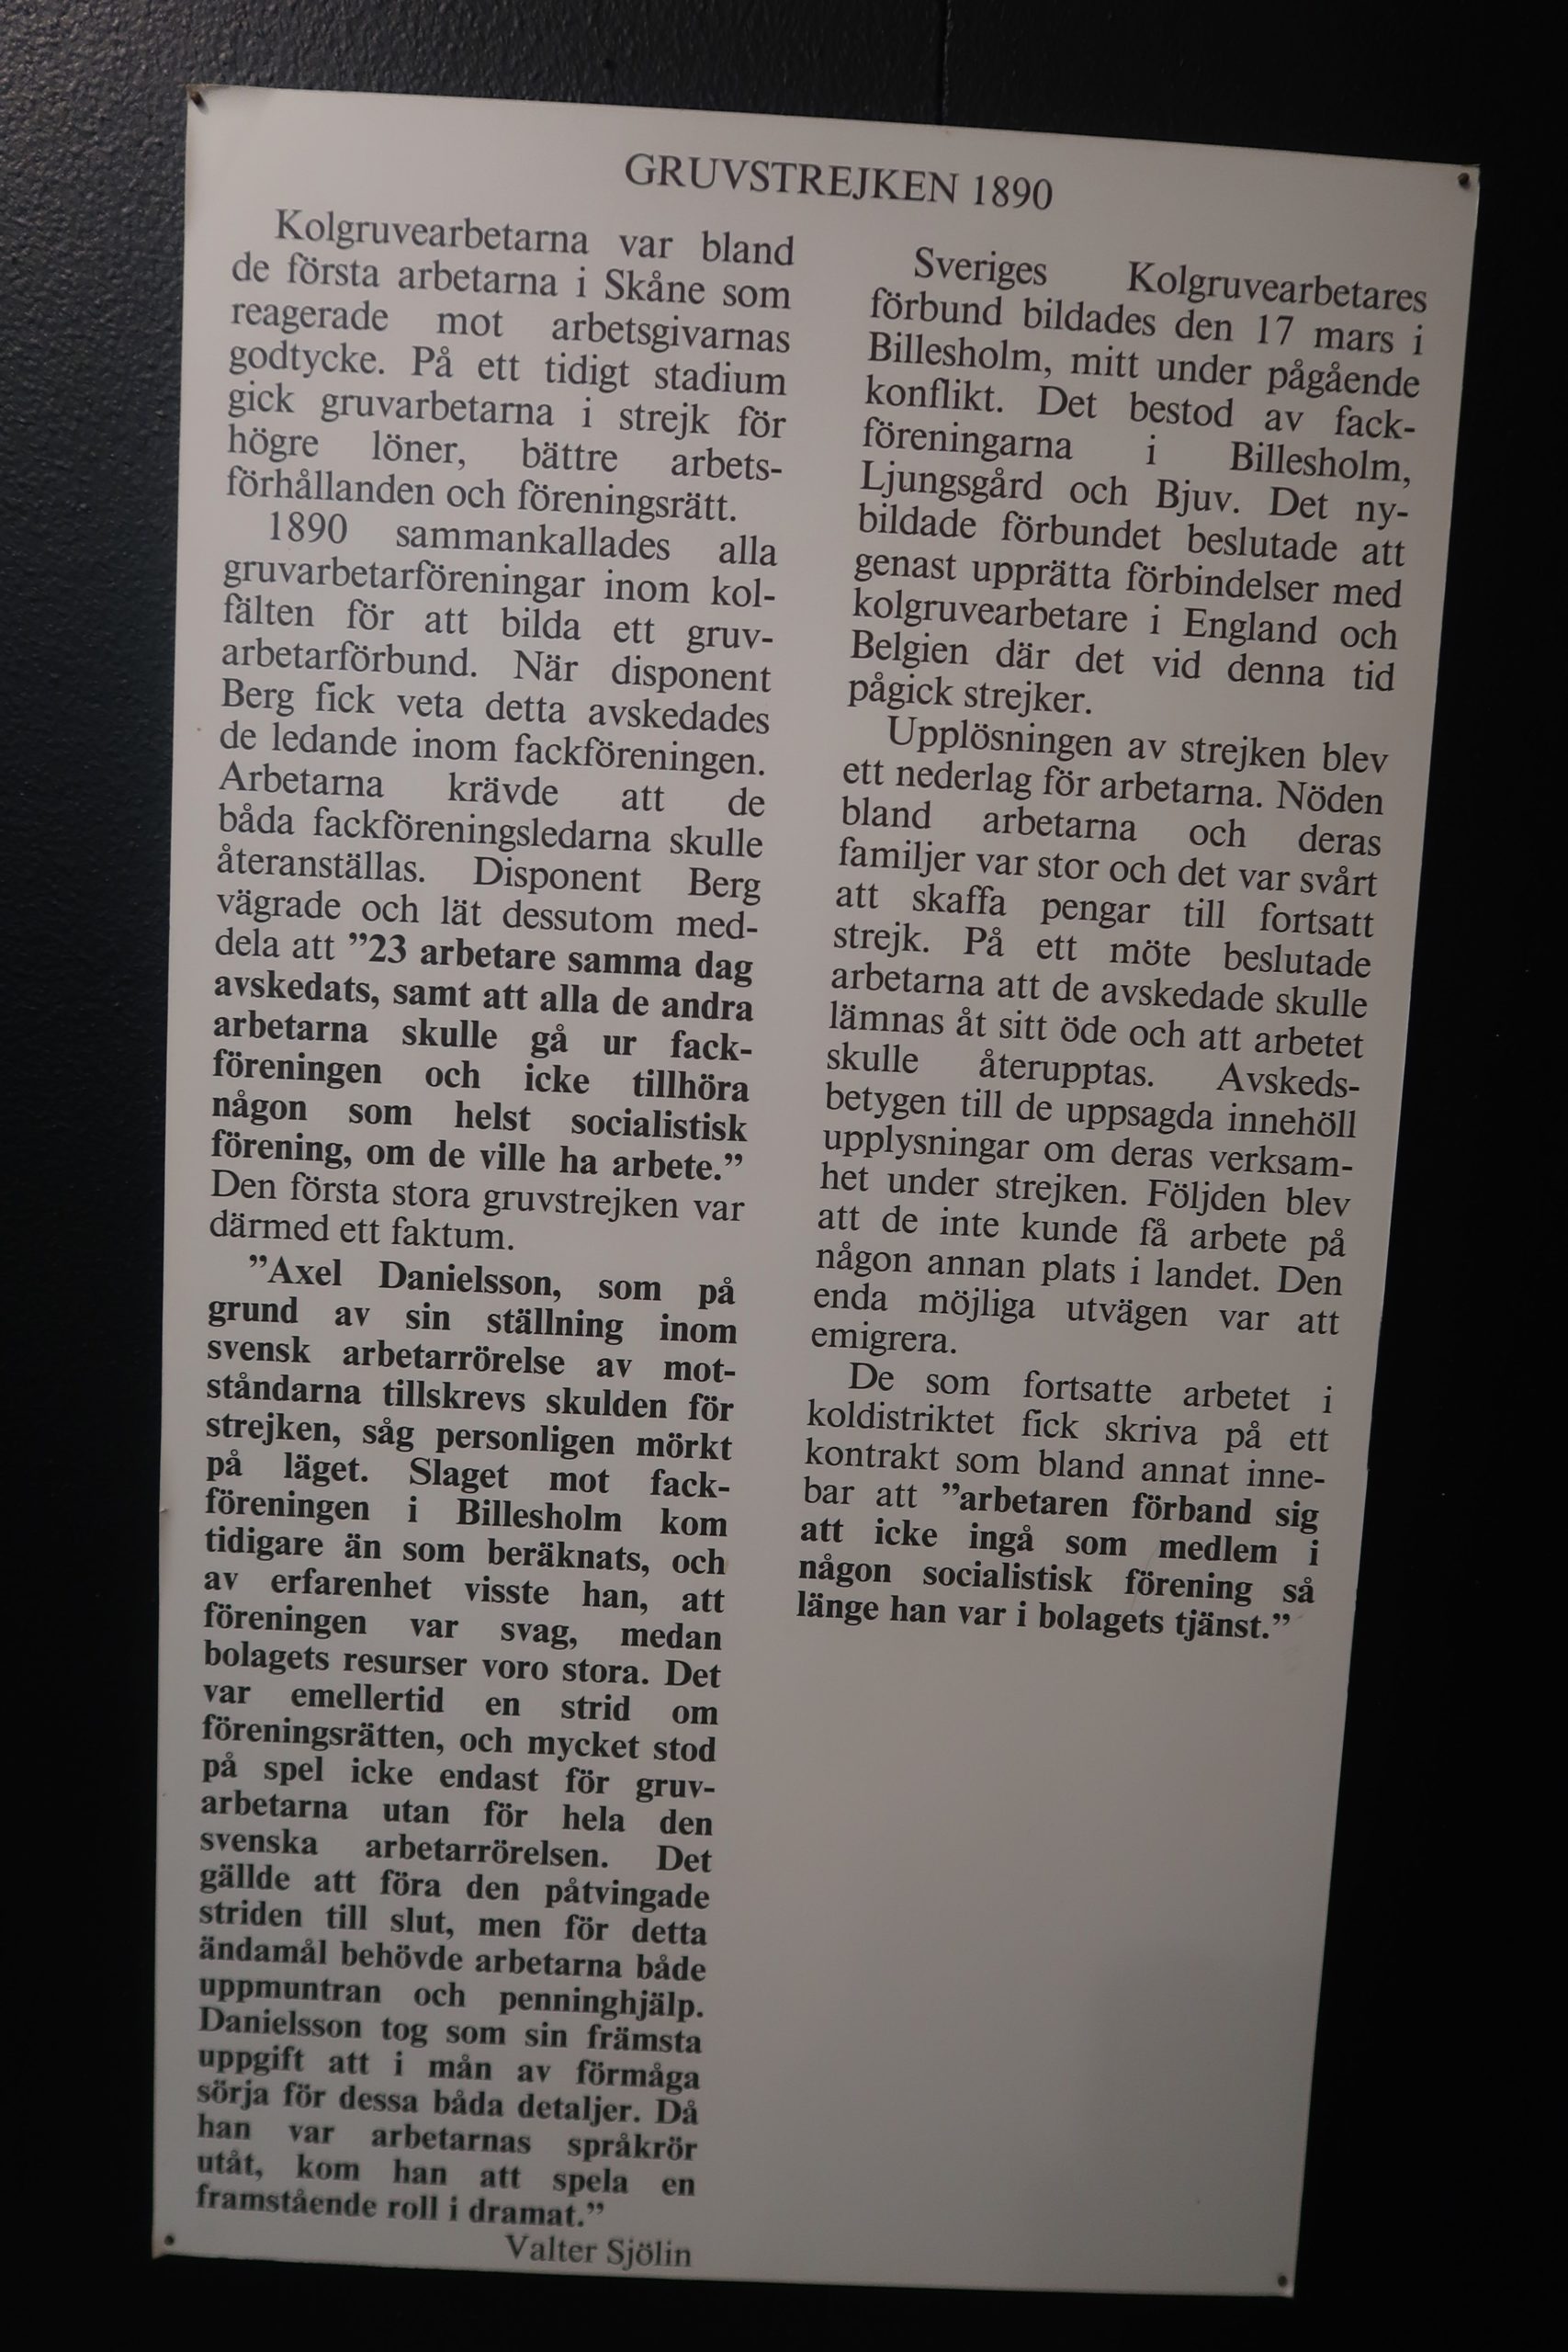 GRUVSTREJKEN 1890
Kolgruvearbetarna var bland
de första arbetarna i Skåne som
reagerade mot arbetsgivarnas
godtycke. På ett tidigt stadium
gick gruvarbetarna i strejk för
högre löner, bättre arbets-
förhållanden och föreningsrätt.
1890 sammankallades alla
gruvarbetarföreningar inom kol-
fälten för att bilda ett gruv-
arbetarförbund. När disponent
Berg fick veta detta avskedades
de ledande inom fackföreningen.
Arbetarna krävde att de
båda fackföreningsledarna skulle
återanställas. Disponent Berg
vägrade och lät dessutom med-
dela att ”23 arbetare samma dag
avskedats, samt att alla de andra
arbetarna skulle gå ur fack-
föreningen och icke tillhöra
någon som helst socialistisk
förening, om de ville ha arbete.”
Den första stora gruvstrejken var
därmed ett faktum.
”Axel Danielsson, som på
grund av sin ställning inom
svensk arbetarrörelse av mot-
ståndarna tillskrevs skulden för
strejken, såg personligen mörkt
på läget. Slaget mot fack-
föreningen i Billesholm kom
tidigare än som beräknats, och
av erfarenhet visste han, att
föreningen var svag, medan
bolagets resurser voro stora. Det
var emellertid en strid om
föreningsrätten, och mycket stod
på spel icke endast för gruv-
arbetarna utan för hela den
svenska arbetarrörelsen. Det
gällde att föra den påtvingade
striden till slut, men för detta
ändamål behövde arbetarna både
uppmuntran och penninghjälp.
Danielsson tog som sin främsta
uppgift att i mån av förmåga
sörja för dessa båda detaljer. Då
han var arbetarnas språkrör
utåt, kom han att spela en
framstående roll i dramat.”
Valter Sjölin
Sveriges Kolgruvearbetares
förbund bildades den 17 mars i
Billesholm, mitt under pågående
konflikt. Det bestod av fack-
föreningarna i Billesholm,
Ljungsgård och Bjuv. Det ny-
bildade förbundet beslutade att
genast upprätta förbindelser med
kolgruvearbetare i England och
Belgien där det vid denna tid
pågick strejker.
Upplösningen av strejken blev
ett nederlag för arbetarna. Nöden
bland arbetarna och deras
familjer var stor och det var svårt
att skaffa pengar till fortsatt
strejk. På ett möte beslutade
arbetarna att de avskedade skulle
lämnas åt sitt öde och att arbetet
skulle återupptas. Avskeds-
betygen till de uppsagda innehöll
upplysningar om deras verksam-
het under strejken. Följden blev
att de inte kunde få arbete på
någon annan plats i landet. Den
enda möjliga utvägen var att
emigrera.
De som fortsatte arbetet i
koldistriktet fick skriva på ett
kontrakt som bland annat inne-
bar att ”arbetaren förband sig
att icke ingå som medlem i
någon socialistisk förening så
länge han var i bolagets tjänst.”